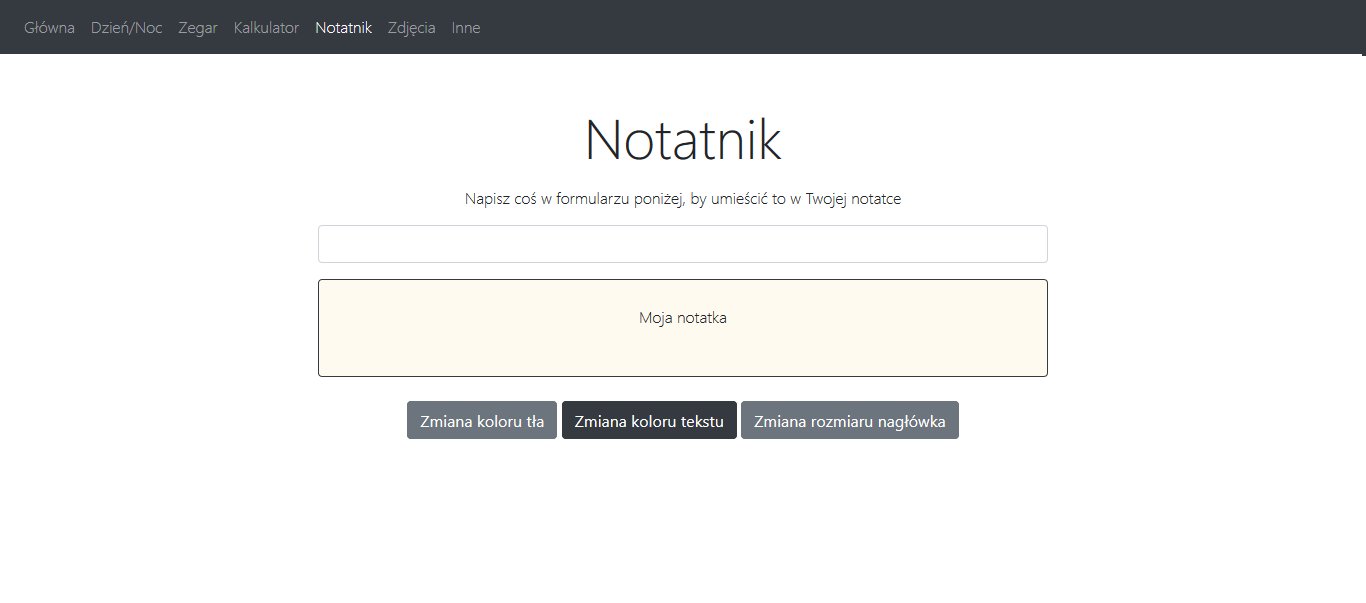 Główna Dzień/Noc Zegar Kalkulator Notatnik Zdjęcia Inne
Notatnik
Napisz coś w formularzu poniżej, by umieścić to w Twojej notatce
Moja notatka
Zmiana koloru tła Zmiana koloru tekstu Zmiana rozmiaru nagłówka